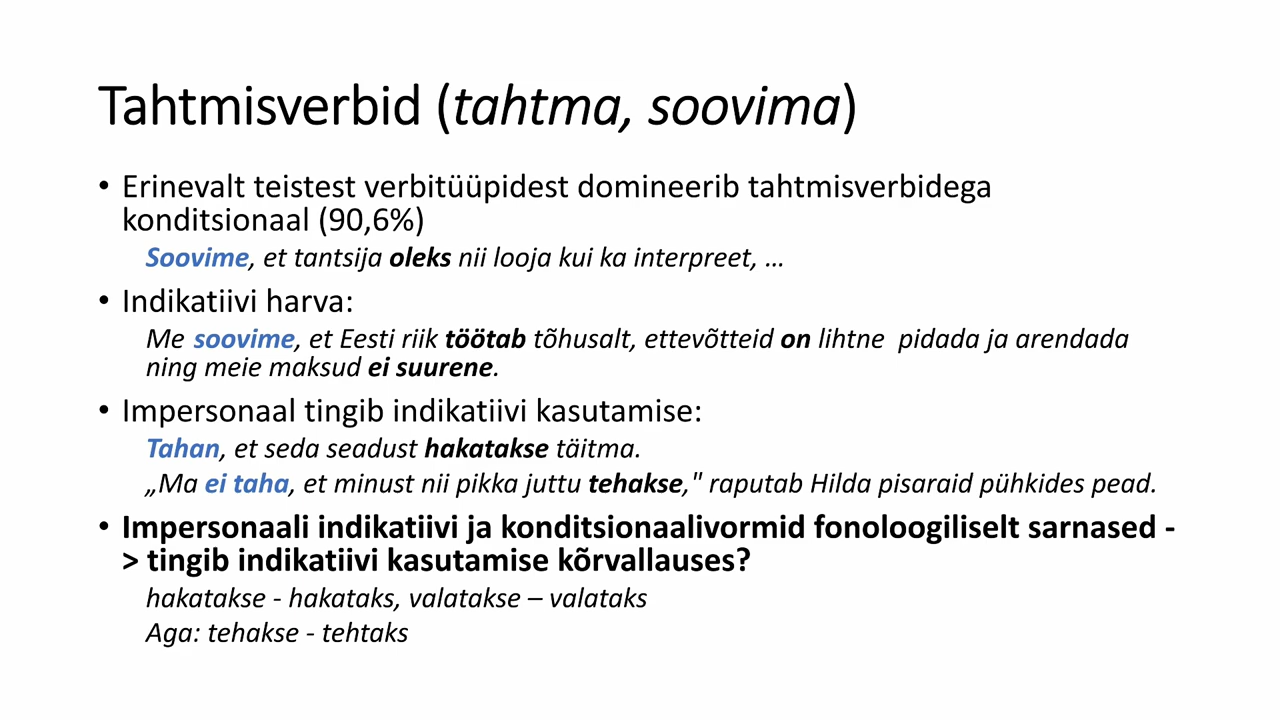 Tahtmisverbid (tahtma, soovima)
• Erinevalt teistest verbitüüpidest domineerib tahtmisverbidega
konditsionaal (90,6%)
Soovime, et tantsija oleks nii looja kui ka interpreet, …
• Indikatiivi harva:
Me soovime, et Eesti riik töötab tõhusalt, ettevõtteid on lihtne  pidada ja arendada
ning meie maksud ei suurene.
• Impersonaal tingib indikatiivi kasutamise:
Tahan, et seda seadust hakatakse täitma.
„Ma ei taha, et minust nii pikka juttu tehakse," raputab Hilda pisaraid pühkides pead.
• Impersonaali indikatiivi ja konditsionaalivormid fonoloogiliselt sarnased -
> tingib indikatiivi kasutamise kõrvallauses?
hakatakse - hakataks, valatakse – valataks
Aga: tehakse - tehtaks